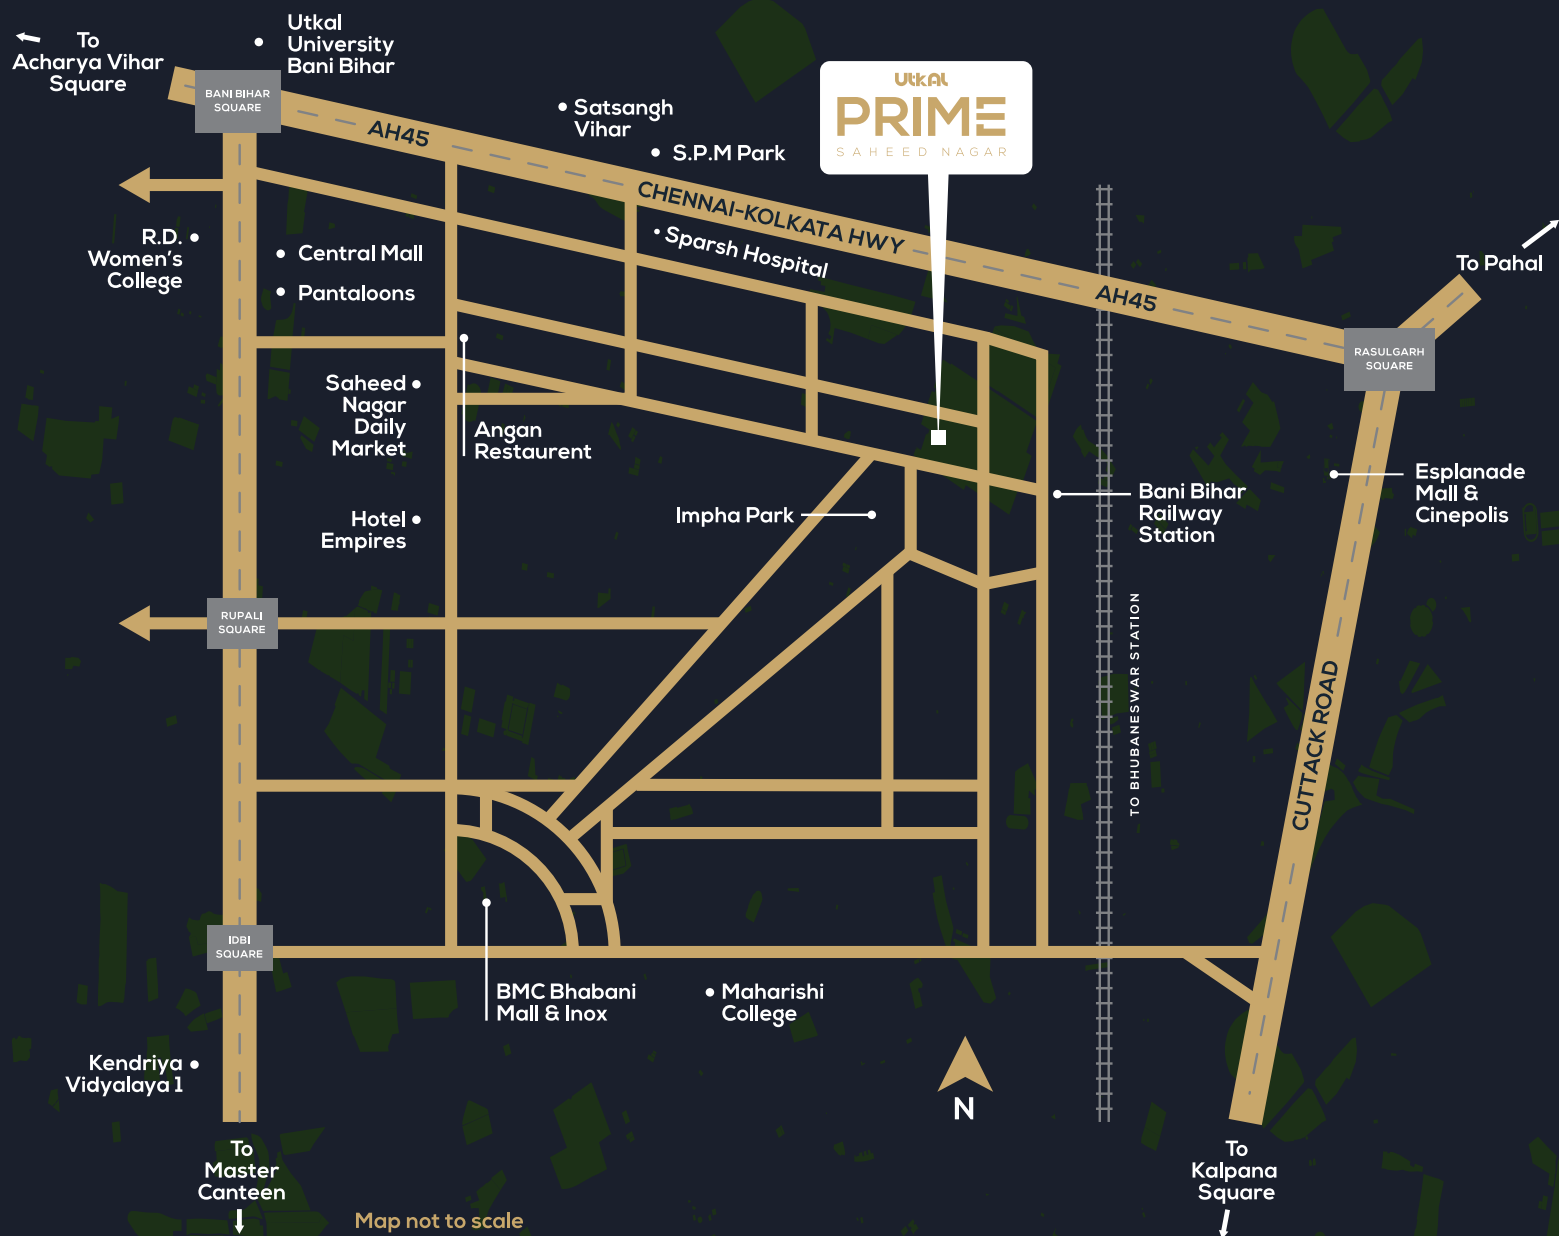 To
Acharya Vihar
Square
Utkal
University
Bani Bihar
BANI BIHAR
SQUARE
AH45
Satsangh
Vihar
S.P.M Park
UtkAL
PRIME
SAHEED NAGAR
CHENNAI-KOLKATA HWY
Sparsh Hospital
AH45
To Pahal
RASULGARH
SQUARE
R.D.
Women's
College
Central Mall
Pantaloons
Saheed
Nagar
Daily
Market
Angan
Restaurent
Hotel
Empires
Impha Park
Bani Bihar
Railway
Station
Esplanade
Mall &
Cinepolis
RUPALI
SQUARE
TO BHUBANESWAR STATION
CUTTACK ROAD
IDBI
SQUARE
BMC Bhabani
Mall & Inox
Maharishi
College
Kendriya
Vidyalaya 1
N
To
Master
Canteen
To
Kalpana
Square
Map not to scale